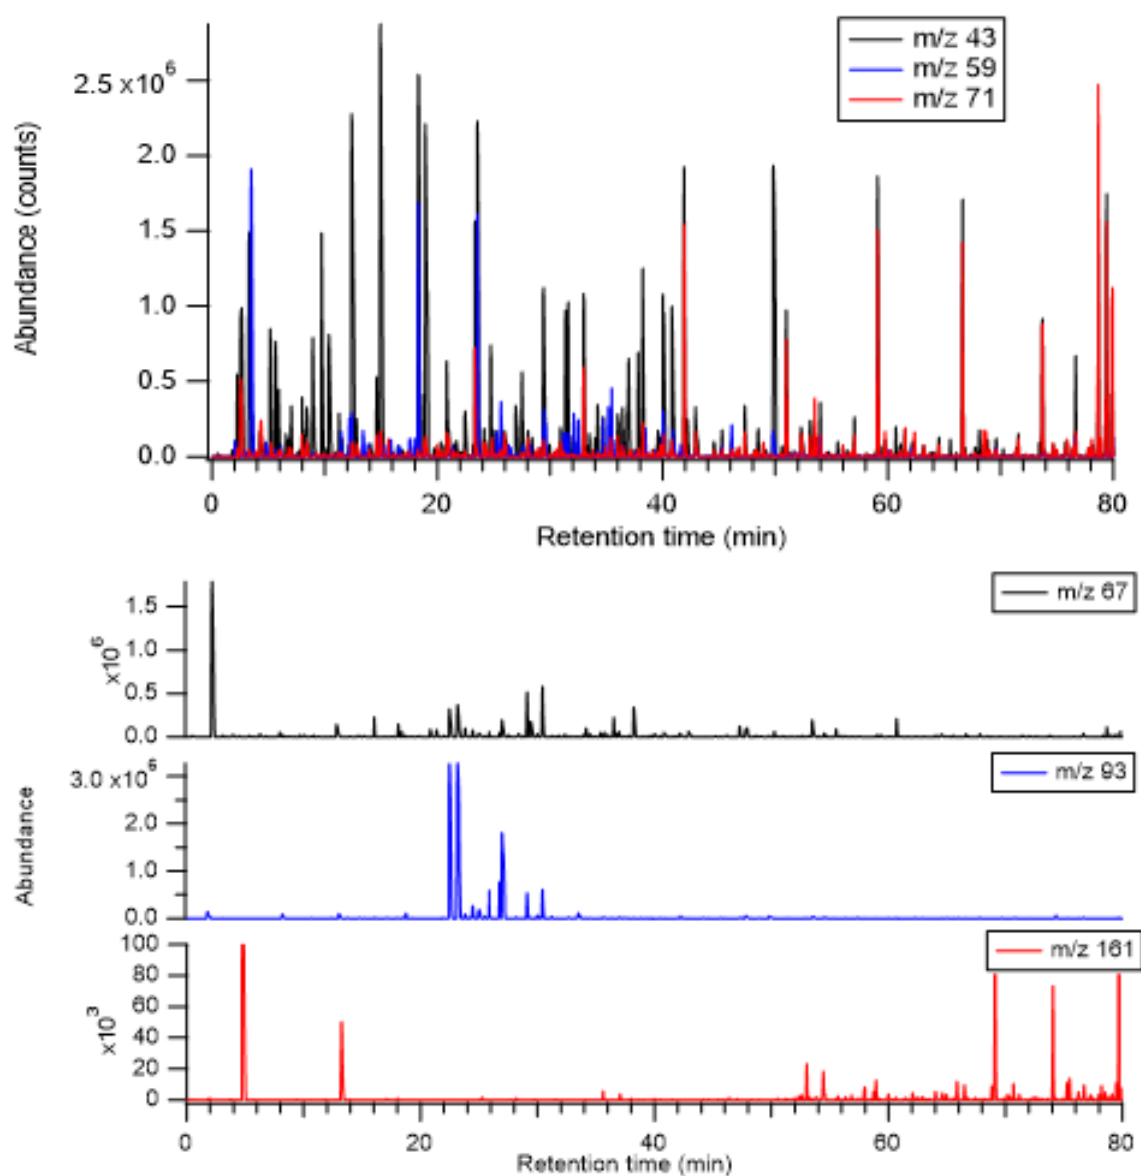 m/z 43
m/z 59
m/z 71
2.5 x10⁶
2.0
1.5
1.0
0.5
0.0
Abundance (counts)
0 20 40 60 80
Retention time (min)
m/z 67
1.5
1.0
0.5
0.0
x10⁶
m/z 93
3.0 x10⁶
2.0
1.0
0.0
Abundance
m/z 161
100
80
60
40
20
0
x10³
0 20 40 60 80
Retention time (min)